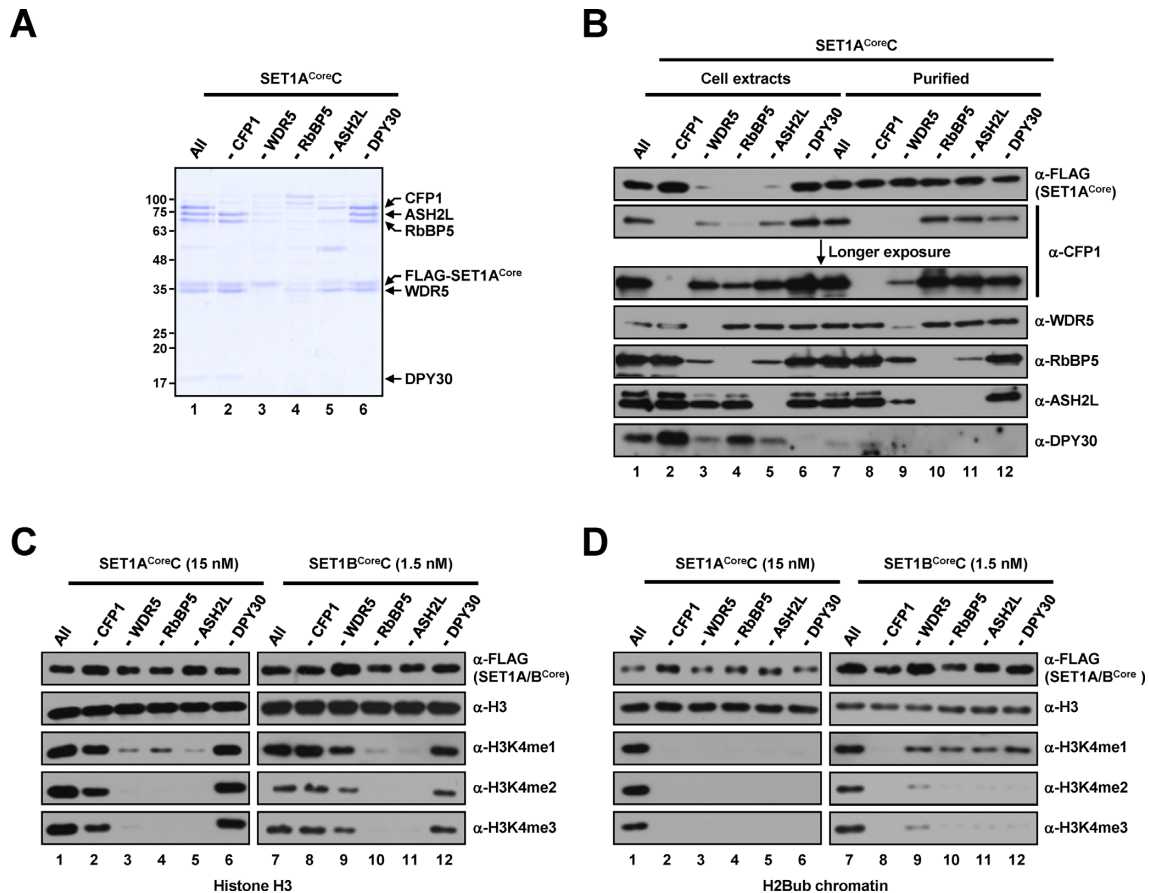 A
SET1A^CoreC
All
- CFP1
- WDR5
- RbBP5
- ASH2L
- DPY30
100
75
63
48
35
25
20
17
CFP1
ASH2L
RbBP5
FLAG-SET1A^Core
WDR5
DPY30
1 2 3 4 5 6
B
SET1A^CoreC
Cell extracts Purified
All
- CFP1
- WDR5
- RbBP5
- ASH2L
- DPY30
All
- CFP1
- WDR5
- RbBP5
- ASH2L
- DPY30
α-FLAG
(SET1A^Core)
α-CFP1
Longer exposure
α-WDR5
α-RbBP5
α-ASH2L
α-DPY30
1 2 3 4 5 6 7 8 9 10 11 12
C
SET1A^CoreC (15 nM) SET1B^CoreC (1.5 nM)
All
- CFP1
- WDR5
- RbBP5
- ASH2L
- DPY30
All
- CFP1
- WDR5
- RbBP5
- ASH2L
- DPY30
α-FLAG
(SET1A/B^Core)
α-H3
α-H3K4me1
α-H3K4me2
α-H3K4me3
1 2 3 4 5 6 7 8 9 10 11 12
Histone H3
D
SET1A^CoreC (15 nM) SET1B^CoreC (1.5 nM)
All
- CFP1
- WDR5
- RbBP5
- ASH2L
- DPY30
All
- CFP1
- WDR5
- RbBP5
- ASH2L
- DPY30
α-FLAG
(SET1A/B^Core )
α-H3
α-H3K4me1
α-H3K4me2
α-H3K4me3
1 2 3 4 5 6 7 8 9 10 11 12
H2Bub chromatin